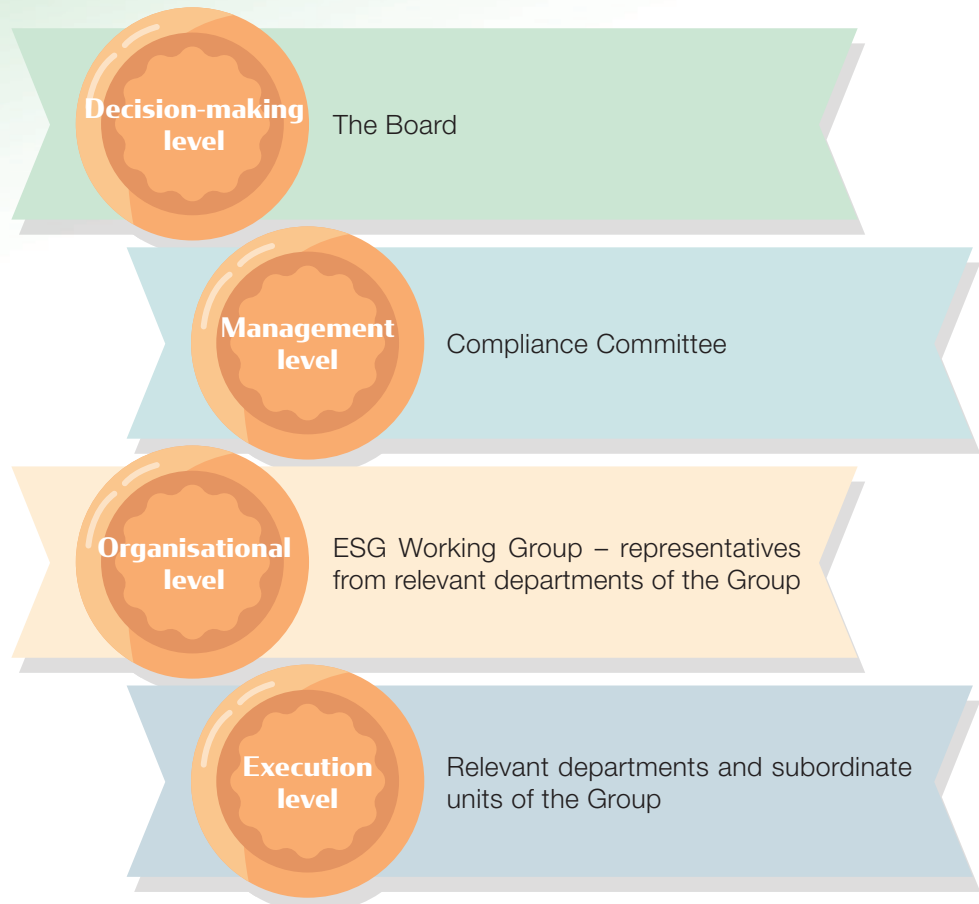 Decision-making
level
The Board
Management
level
Compliance Committee
Organisational
level
ESG Working Group – representatives
from relevant departments of the Group
Execution
level
Relevant departments and subordinate
units of the Group